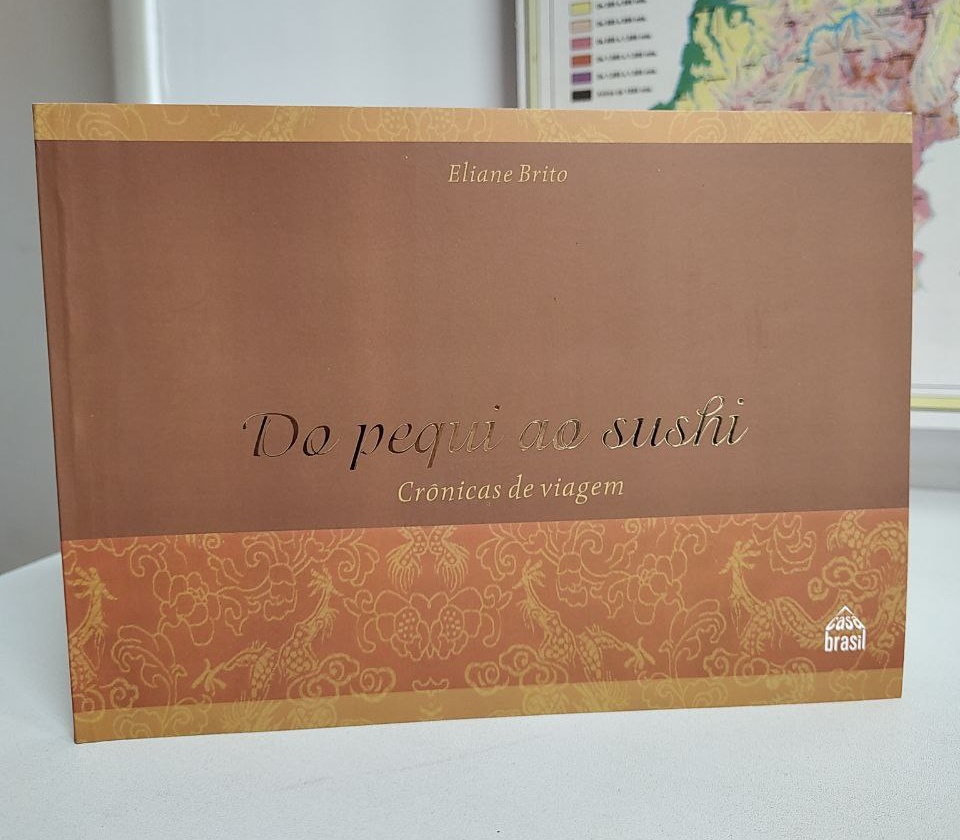 Eliane Brito
Do pequi ao sushi
Crônicas de viagem
casa
brasil